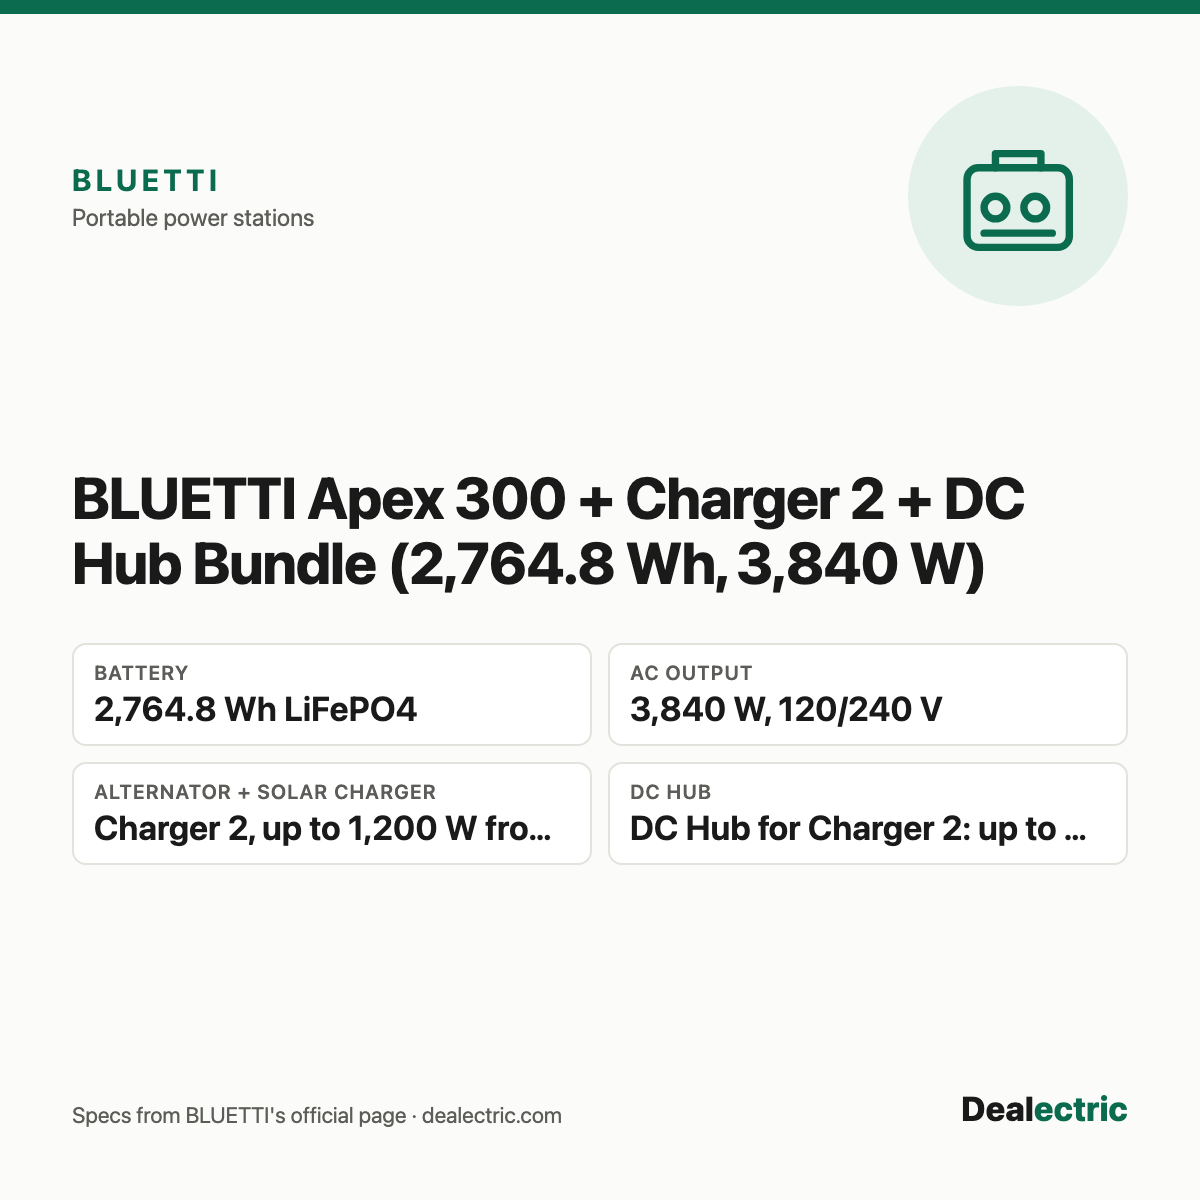 BLUETTI
Portable power stations
BLUETTI Apex 300 + Charger 2 + DC
Hub Bundle (2,764.8 Wh, 3,840 W)
BATTERY
2,764.8 Wh LiFePO4
AC OUTPUT
3,840 W, 120/240 V
ALTERNATOR + SOLAR CHARGER
Charger 2, up to 1,200 W fro...
DC HUB
DC Hub for Charger 2: up to ...
Specs from BLUETTI's official page · dealectric.com
Dealectric